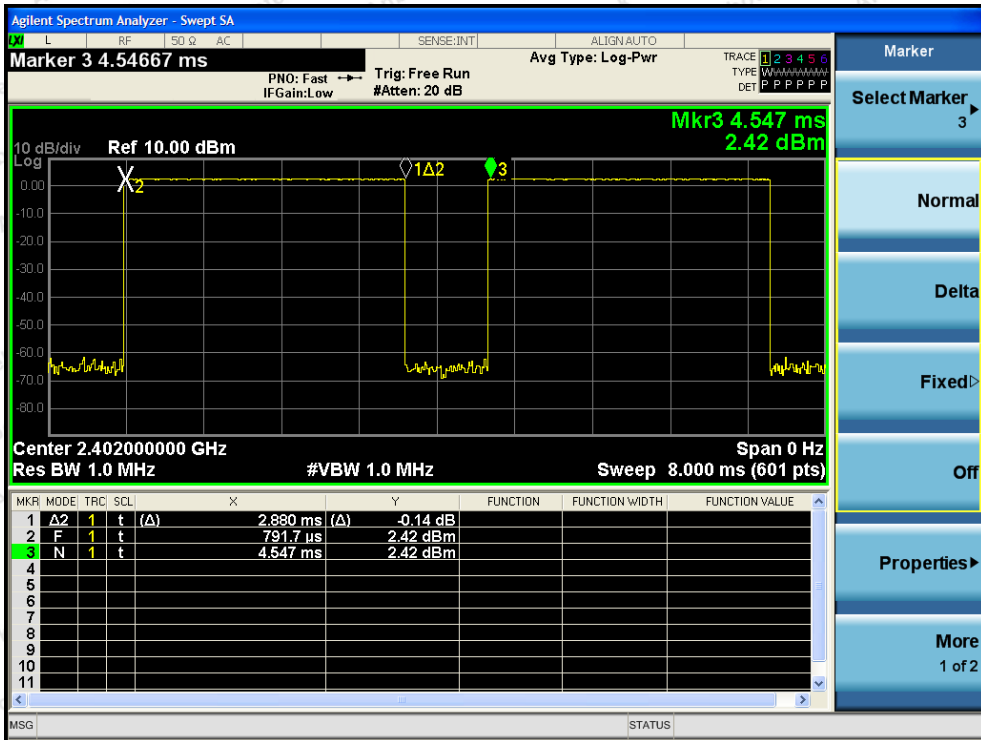 Agilent Spectrum Analyzer - Swept SA
LXI L RF 50 Ω AC SENSE:INT ALIGN AUTO
Marker 3 4.54667 ms
PNO: Fast
IFGain:Low
Trig: Free Run
#Atten: 20 dB
Avg Type: Log-Pwr
TRACE 1 2 3 4 5 6
TYPE WWWWWW
DET P P P P P P
Mkr3 4.547 ms
2.42 dBm
10 dB/div Ref 10.00 dBm
Log
0.00
-10.0
-20.0
-30.0
-40.0
-50.0
-60.0
-70.0
-80.0
2
1Δ2
3
Center 2.402000000 GHz Span 0 Hz
Res BW 1.0 MHz #VBW 1.0 MHz Sweep 8.000 ms (601 pts)
MKR MODE TRC SCL X Y FUNCTION FUNCTION WIDTH FUNCTION VALUE
1 Δ2 1 t (Δ) 2.880 ms (Δ) -0.14 dB
2 F 1 t 791.7 µs 2.42 dBm
3 N 1 t 4.547 ms 2.42 dBm
4
5
6
7
8
9
10
11
MSG STATUS
Marker
Select Marker
3
Normal
Delta
Fixed
Off
Properties
More
1 of 2